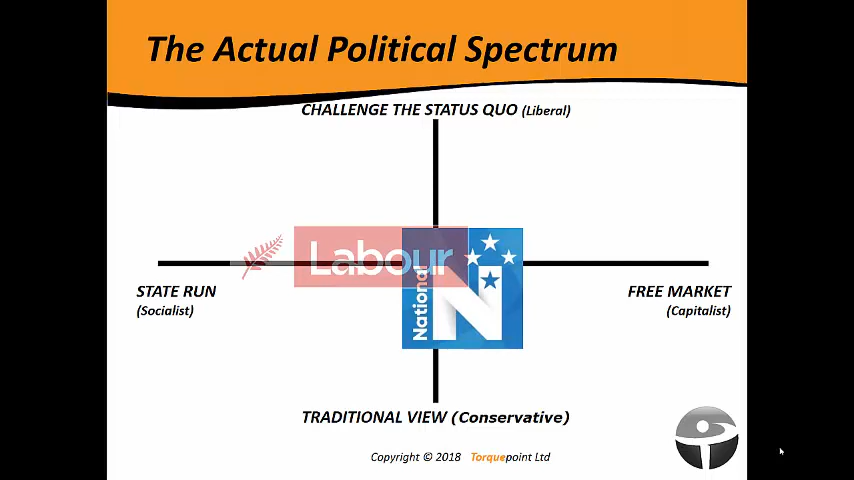 The Actual Political Spectrum
CHALLENGE THE STATUS QUO (Liberal)
Labour
National
N
STATE RUN
(Socialist)
FREE MARKET
(Capitalist)
TRADITIONAL VIEW (Conservative)
Copyright © 2018 Torquepoint Ltd